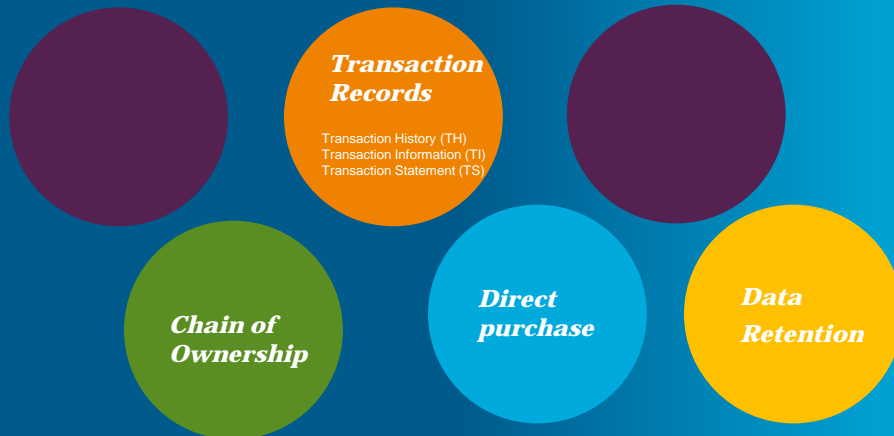 Transaction
Records
Transaction History (TH)
Transaction Information (TI)
Transaction Statement (TS)
Chain of
Ownership
Direct
purchase
Data
Retention